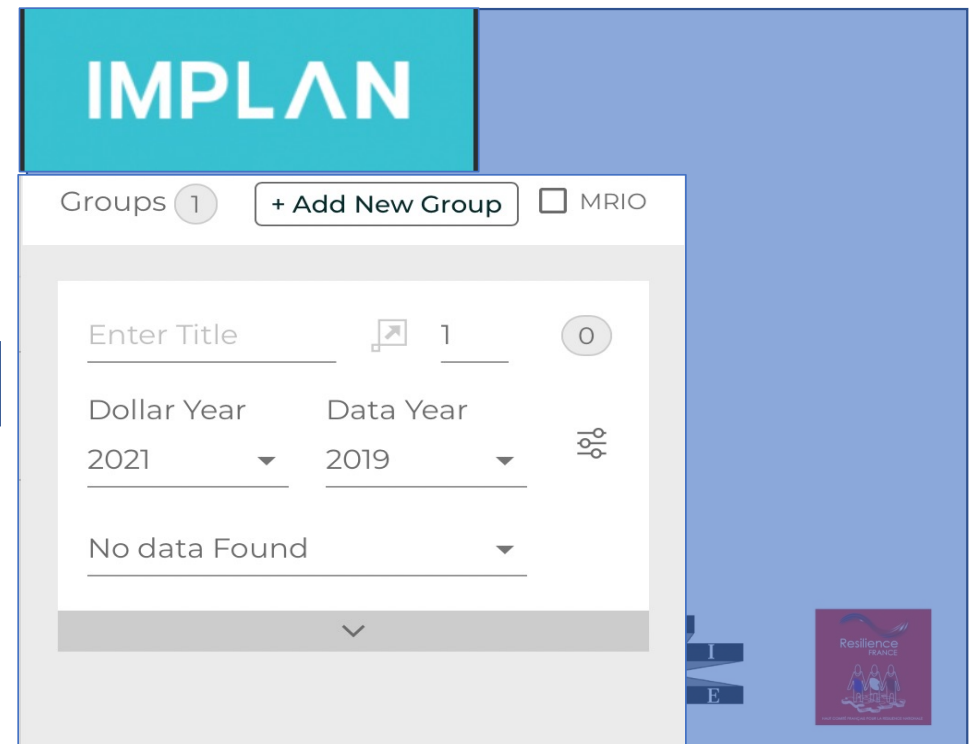 IMPLAN
Groups 1 + Add New Group MRIO
Enter Title 1 0
Dollar Year Data Year
2021 2019
No data Found
I
E
Resilience
FRANCE